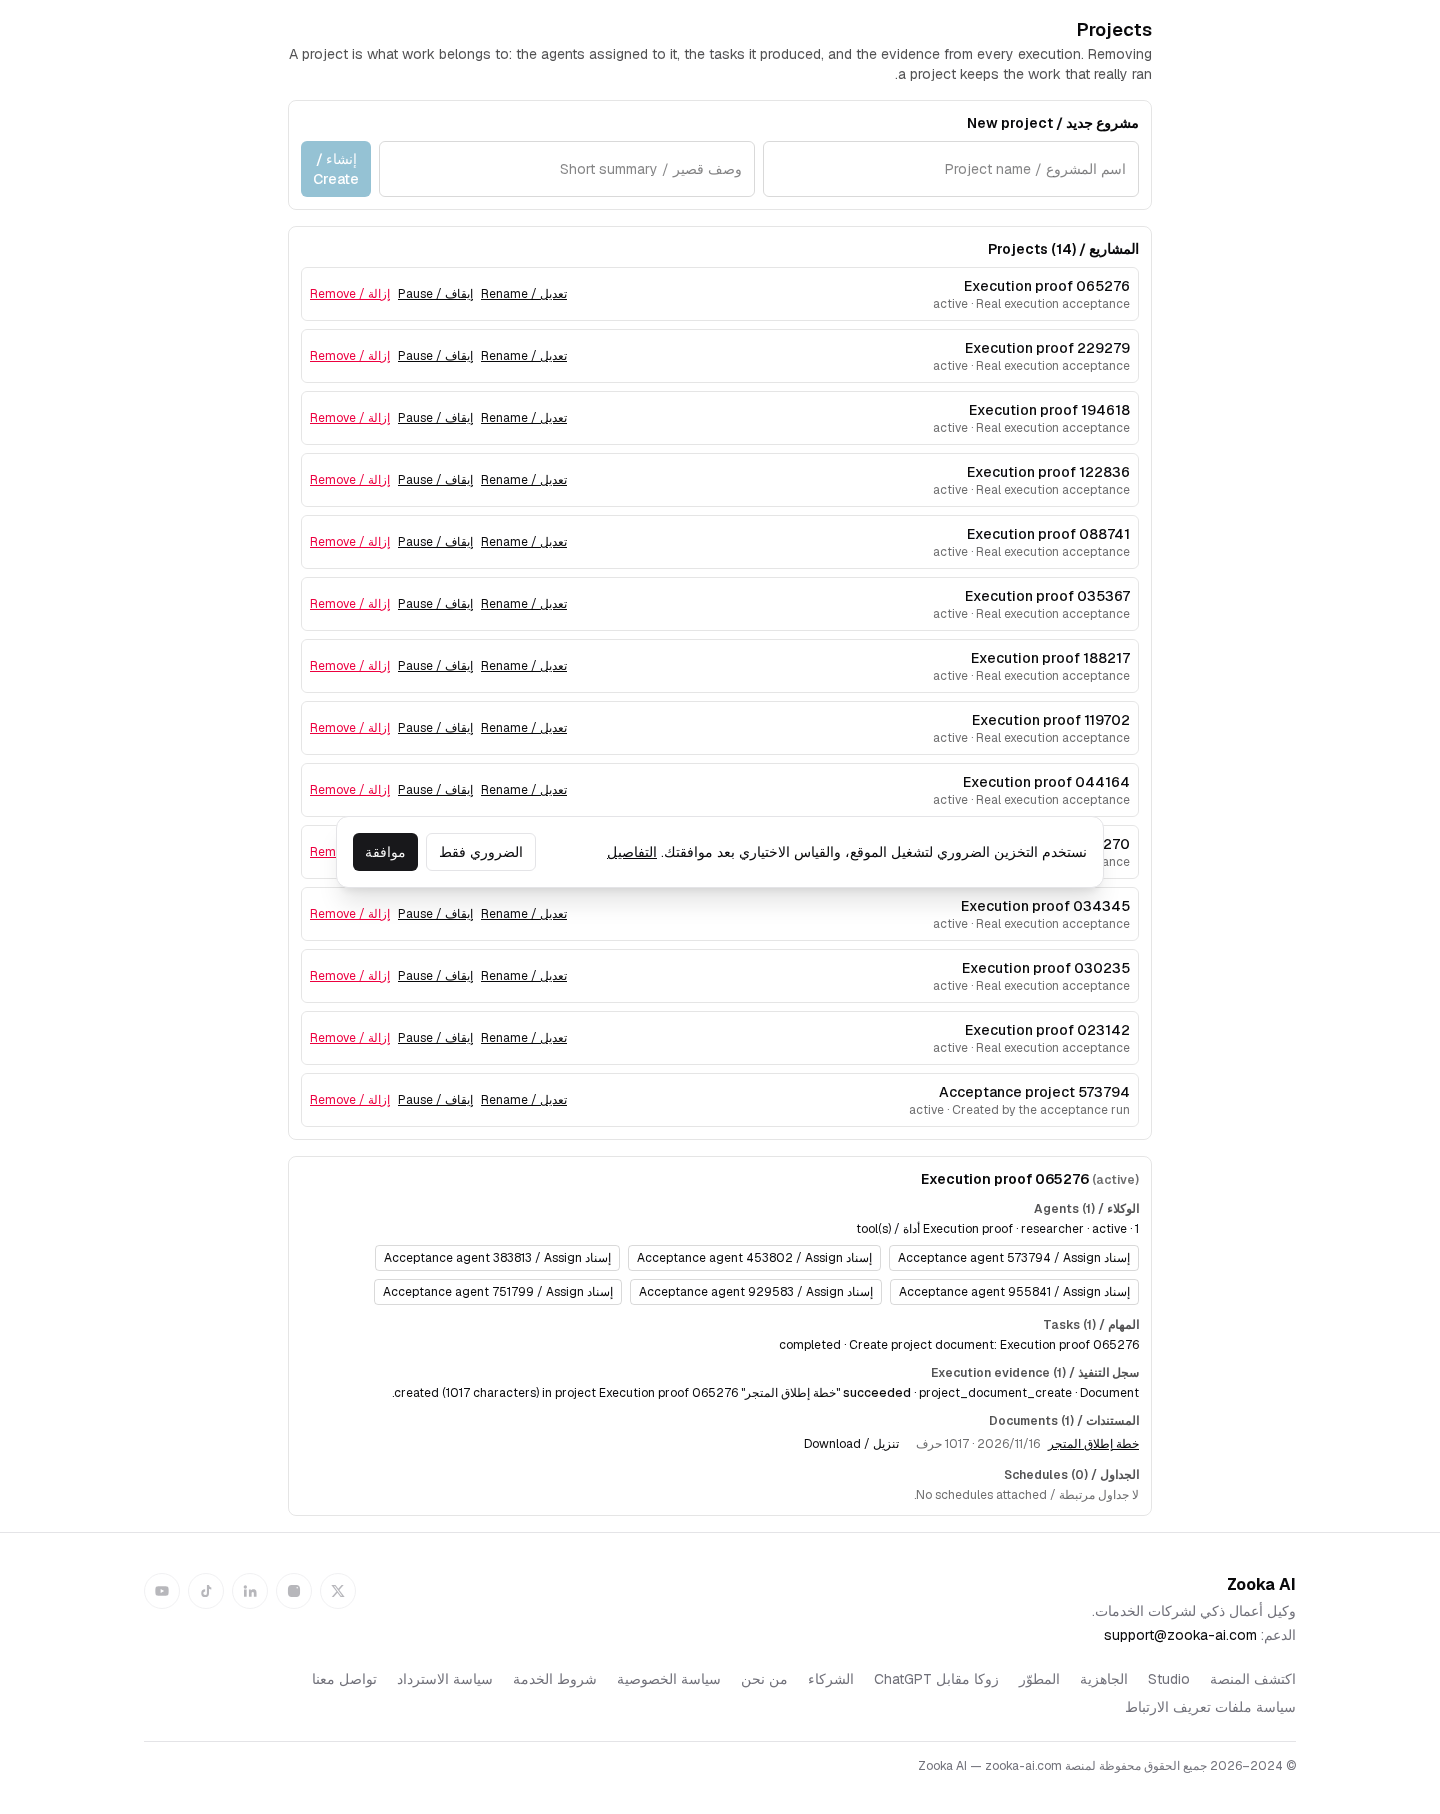 Projects
A project is what work belongs to: the agents assigned to it, the tasks it produced, and the evidence from every execution. Removing
a project keeps the work that really ran.
مشروع جديد / New project
اسم المشروع / Project name
وصف قصير / Short summary
إنشاء /
Create
المشاريع / Projects (14)
Execution proof 065276
active · Real execution acceptance
تعديل / Rename
إيقاف / Pause
إزالة / Remove
Execution proof 229279
active · Real execution acceptance
تعديل / Rename
إيقاف / Pause
إزالة / Remove
Execution proof 194618
active · Real execution acceptance
تعديل / Rename
إيقاف / Pause
إزالة / Remove
Execution proof 122836
active · Real execution acceptance
تعديل / Rename
إيقاف / Pause
إزالة / Remove
Execution proof 088741
active · Real execution acceptance
تعديل / Rename
إيقاف / Pause
إزالة / Remove
Execution proof 035367
active · Real execution acceptance
تعديل / Rename
إيقاف / Pause
إزالة / Remove
Execution proof 188217
active · Real execution acceptance
تعديل / Rename
إيقاف / Pause
إزالة / Remove
Execution proof 119702
active · Real execution acceptance
تعديل / Rename
إيقاف / Pause
إزالة / Remove
Execution proof 044164
active · Real execution acceptance
تعديل / Rename
إيقاف / Pause
إزالة / Remove
نستخدم التخزين الضروري لتشغيل الموقع، والقياس الاختياري بعد موافقتك. التفاصيل
الضروري فقط
موافقة
Execution proof 034345
active · Real execution acceptance
تعديل / Rename
إيقاف / Pause
إزالة / Remove
Execution proof 030235
active · Real execution acceptance
تعديل / Rename
إيقاف / Pause
إزالة / Remove
Execution proof 023142
active · Real execution acceptance
تعديل / Rename
إيقاف / Pause
إزالة / Remove
Acceptance project 573794
active · Created by the acceptance run
تعديل / Rename
إيقاف / Pause
إزالة / Remove
Execution proof 065276 (active)
الوكلاء / Agents (1)
Execution proof · researcher · active · 1 أداة / tool(s)
إسناد / Assign Acceptance agent 573794
إسناد / Assign Acceptance agent 453802
إسناد / Assign Acceptance agent 383813
إسناد / Assign Acceptance agent 955841
إسناد / Assign Acceptance agent 929583
إسناد / Assign Acceptance agent 751799
المهام / Tasks (1)
completed · Create project document: Execution proof 065276
سجل التنفيذ / Execution evidence (1)
succeeded · project_document_create · Document "خطة إطلاق المتجر" created (1017 characters) in project Execution proof 065276.
المستندات / Documents (1)
خطة إطلاق المتجر
2026/11/16 · 1017 حرف
تنزيل / Download
الجداول / Schedules (0)
لا جداول مرتبطة / No schedules attached.
Zooka AI
وكيل أعمال ذكي لشركات الخدمات.
الدعم: support@zooka-ai.com
اكتشف المنصة
Studio
الجاهزية
المطوّر
زوكا مقابل ChatGPT
الشركاء
من نحن
سياسة الخصوصية
شروط الخدمة
سياسة الاسترداد
تواصل معنا
سياسة ملفات تعريف الارتباط
© 2024–2026 جميع الحقوق محفوظة لمنصة Zooka AI — zooka-ai.com